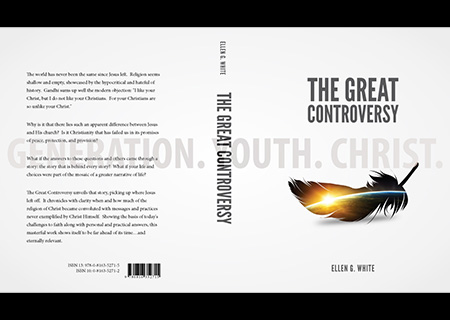 The world has never been the same since Jesus left.  Religion seems
shallow and empty, showcased by the hypocritical and hateful of
history.  Gandhi sums up well the modern objection: "I like your
Christ, but I do not like your Christians.  For your Christians are
so unlike your Christ."
Why is it that there lies such an apparent difference between Jesus
and His church?  Is it Christianity that has failed us in its promises
of peace, protection, and provision?
What if the answers to these questions and others came through a
story: the story that is behind every story?  What if your life and
choices were part of the mosaic of a greater narrative of life?
The Great Controversy unveils that story, picking up where Jesus
left off.  It chronicles with clarity when and how much of the
religion of Christ became convoluted with mosages and practices
never exemplified by Christ Himself.  Showing the basis of today's
challenges to faith along with personal and practical answers, this
masterful work shows itself to be far ahead of its time... and
eternally relevant.
ISBN 13: 978-0-8163-5271-5
ISBN 10: 0-8163-5271-2
ELLEN G. WHITE
THE GREAT CONTROVERSY
THE GREAT
CONTROVERSY
GENERATION. YOUTH. CHRIST.
ELLEN G. WHITE